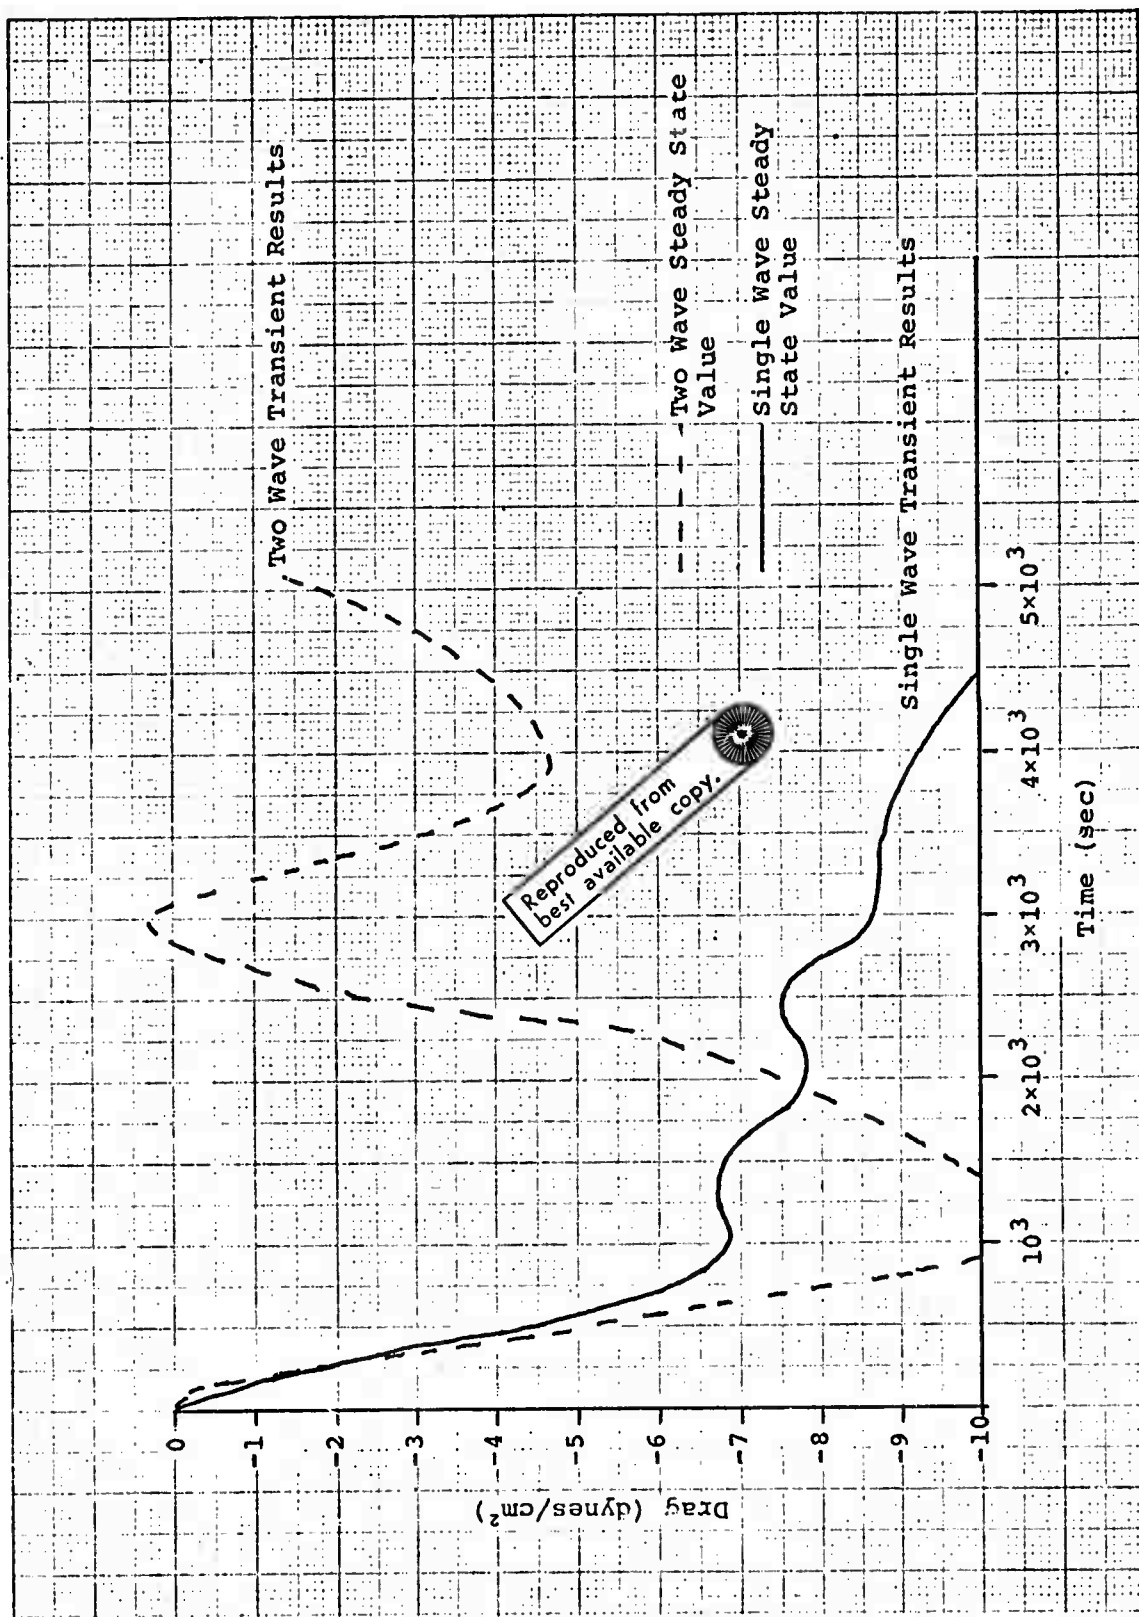 Two Wave Transient Results
Two Wave Steady State
Value
Single Wave Steady
State Value
Single Wave Transient Results
Reproduced from
best available copy.
0
-1
-2
-3
-4
-5
-6
-7
-8
-9
-10
Drag (dynes/cm²)
10³
2×10³
3×10³
4×10³
5×10³
Time (sec)